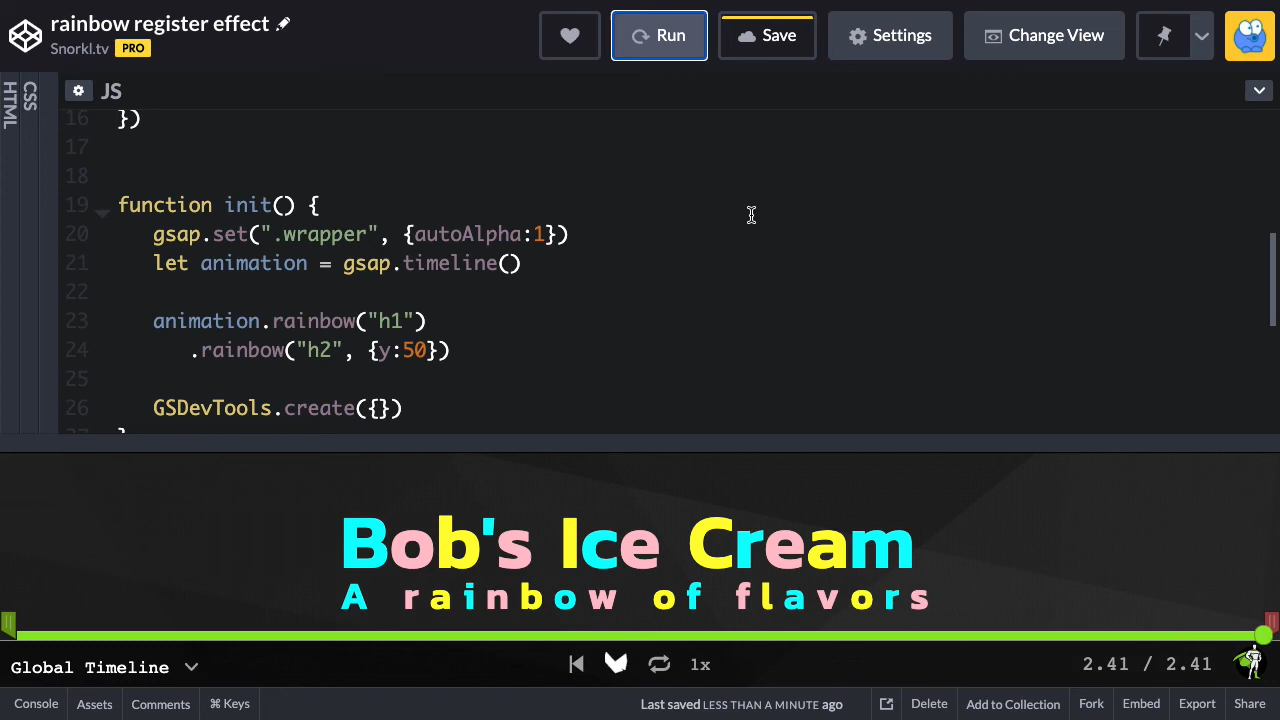 rainbow register effect
Snorkl.tv PRO
Run
Save
Settings
Change View
HTML
CSS
JS
16 })
17
18
19 function init() {
20 gsap.set(".wrapper", {autoAlpha:1})
21 let animation = gsap.timeline()
22
23 animation.rainbow("h1")
24 .rainbow("h2", {y:50})
25
26 GSDevTools.create({})
27 }
Bob's Ice Cream
A rainbow of flavors
Global Timeline
1x
2.41 / 2.41
Console
Assets
Comments
⌘ Keys
Last saved LESS THAN A MINUTE ago
Delete
Add to Collection
Fork
Embed
Export
Share